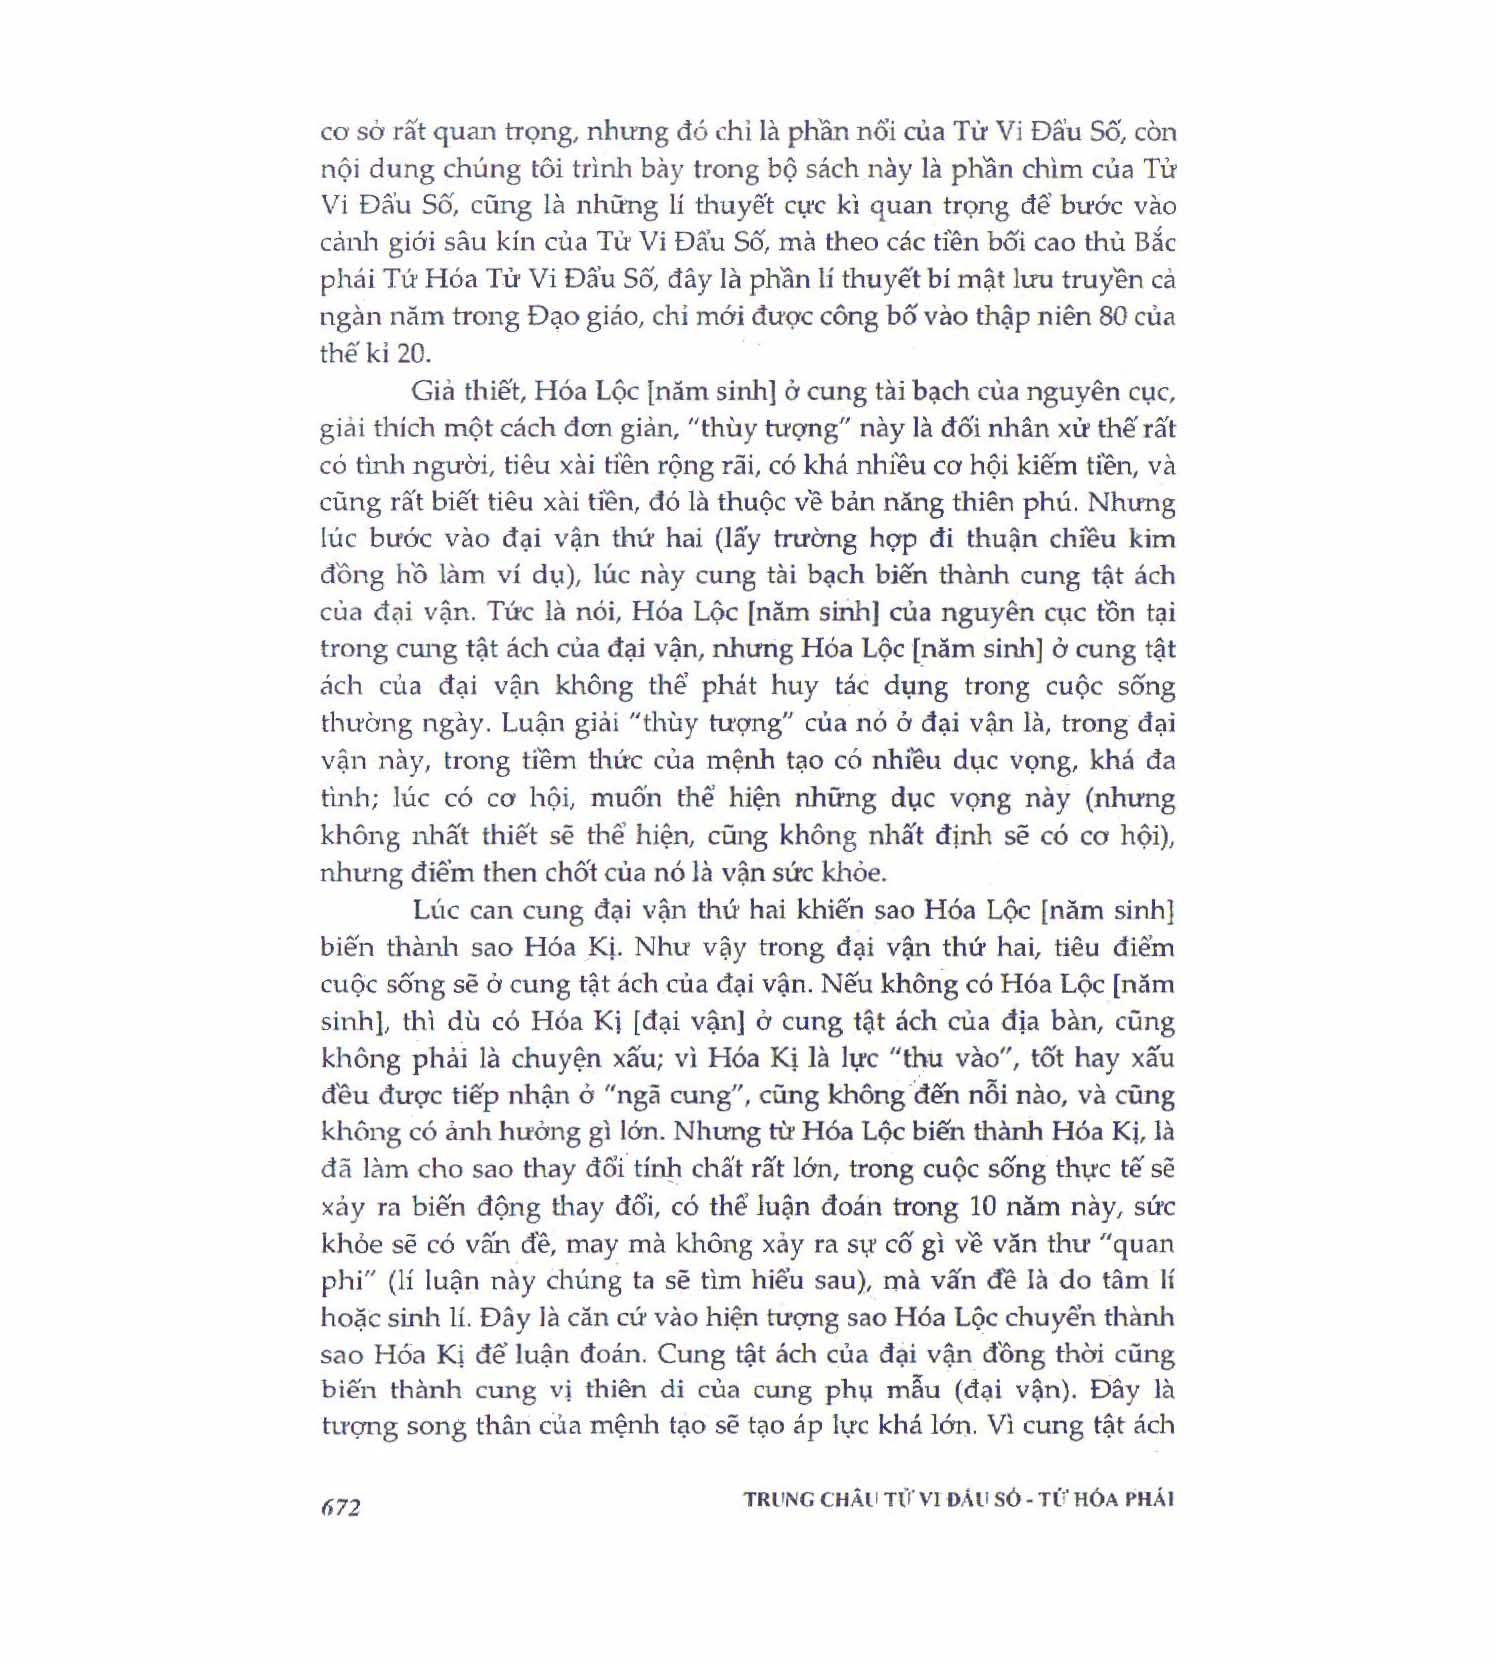 cơ sở rất quan trọng, nhưng đó chỉ là phần nổi của Tử Vi Đẩu Số, còn
nội dung chúng tôi trình bày trong bộ sách này là phần chìm của Tử
Vi Đẩu Số, cũng là những lí thuyết cực kì quan trọng để bước vào
cảnh giới sâu kín của Tử Vi Đẩu Số, mà theo các tiền bối cao thủ Bắc
phái Tứ Hóa Tử Vi Đẩu Số, đây là phần lí thuyết bí mật lưu truyền cả
ngàn năm trong Đạo giáo, chỉ mới được công bố vào thập niên 80 của
thế kỉ 20.
Giả thiết, Hóa Lộc [năm sinh] ở cung tài bạch của nguyên cục,
giải thích một cách đơn giản, "thùy tượng" này là đối nhân xử thế rất
có tình người, tiêu xài tiền rộng rãi, có khá nhiều cơ hội kiếm tiền, và
cũng rất biết tiêu xài tiền, đó là thuộc về bản năng thiên phú. Nhưng
lúc bước vào đại vận thứ hai (lấy trường hợp đi thuận chiều kim
đồng hồ làm ví dụ), lúc này cung tài bạch biến thành cung tật ách
của đại vận. Tức là nói, Hóa Lộc [năm sinh] của nguyên cục tồn tại
trong cung tật ách của đại vận, nhưng Hóa Lộc [năm sinh] ở cung tật
ách của đại vận không thể phát huy tác dụng trong cuộc sống
thường ngày. Luận giải "thùy tượng" của nó ở đại vận là, trong đại
vận này, trong tiềm thức của mệnh tạo có nhiều dục vọng, khá đa
tình; lúc có cơ hội, muốn thể hiện những dục vọng này (nhưng
không nhất thiết sẽ thể hiện, cũng không nhất định sẽ có cơ hội),
nhưng điểm then chốt của nó là vận sức khỏe.
Lúc can cung đại vận thứ hai khiến sao Hóa Lộc [năm sinh]
biến thành sao Hóa Kị. Như vậy trong đại vận thứ hai, tiêu điểm
cuộc sống sẽ ở cung tật ách của đại vận. Nếu không có Hóa Lộc [năm
sinh], thì dù có Hóa Kị [đại vận] ở cung tật ách của địa bàn, cũng
không phải là chuyện xấu; vì Hóa Kị là lực "thu vào", tốt hay xấu
đều được tiếp nhận ở "ngã cung", cũng không đến nỗi nào, và cũng
không có ảnh hưởng gì lớn. Nhưng từ Hóa Lộc biến thành Hóa Kị, là
đã làm cho sao thay đổi tính chất rất lớn, trong cuộc sống thực tế sẽ
xảy ra biến động thay đổi, có thể luận đoán trong 10 năm này, sức
khỏe sẽ có vấn đề, may mà không xảy ra sự cố gì về văn thư "quan
phi" (lí luận này chúng ta sẽ tìm hiểu sau), mà vấn đề là do tâm lí
hoặc sinh lí. Đây là căn cứ vào hiện tượng sao Hóa Lộc chuyển thành
sao Hóa Kị để luận đoán. Cung tật ách của đại vận đồng thời cũng
biến thành cung vị thiên di của cung phụ mẫu (đại vận). Đây là
tượng song thân của mệnh tạo sẽ tạo áp lực khá lớn. Vì cung tật ách
672
TRUNG CHÂU TỬ VI ĐẨU SỐ - TỨ HÓA PHÁI